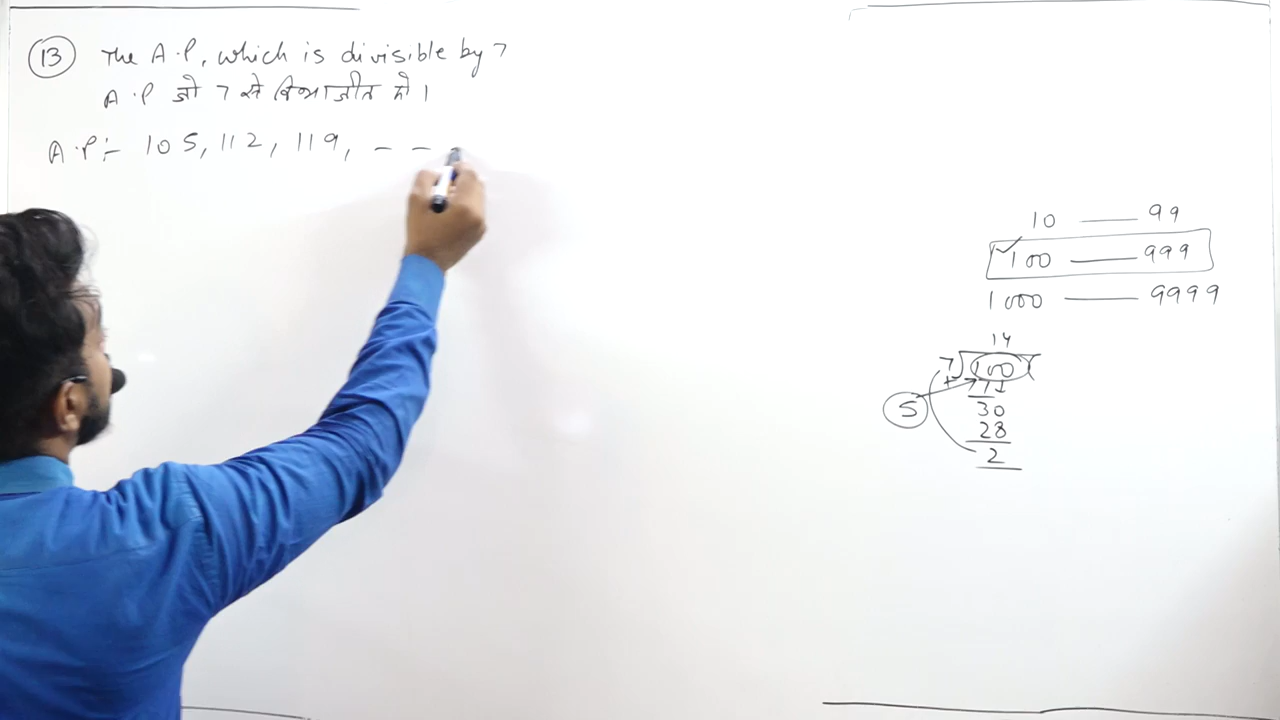 13 The A.P, which is divisible by 7
A.P जो 7 से विभाजीत हो।
A.P:- 105, 112, 119, - - -
10 —— 99
✓100 —— 999
1000 —— 9999
14
7)100(
30
28
2
5